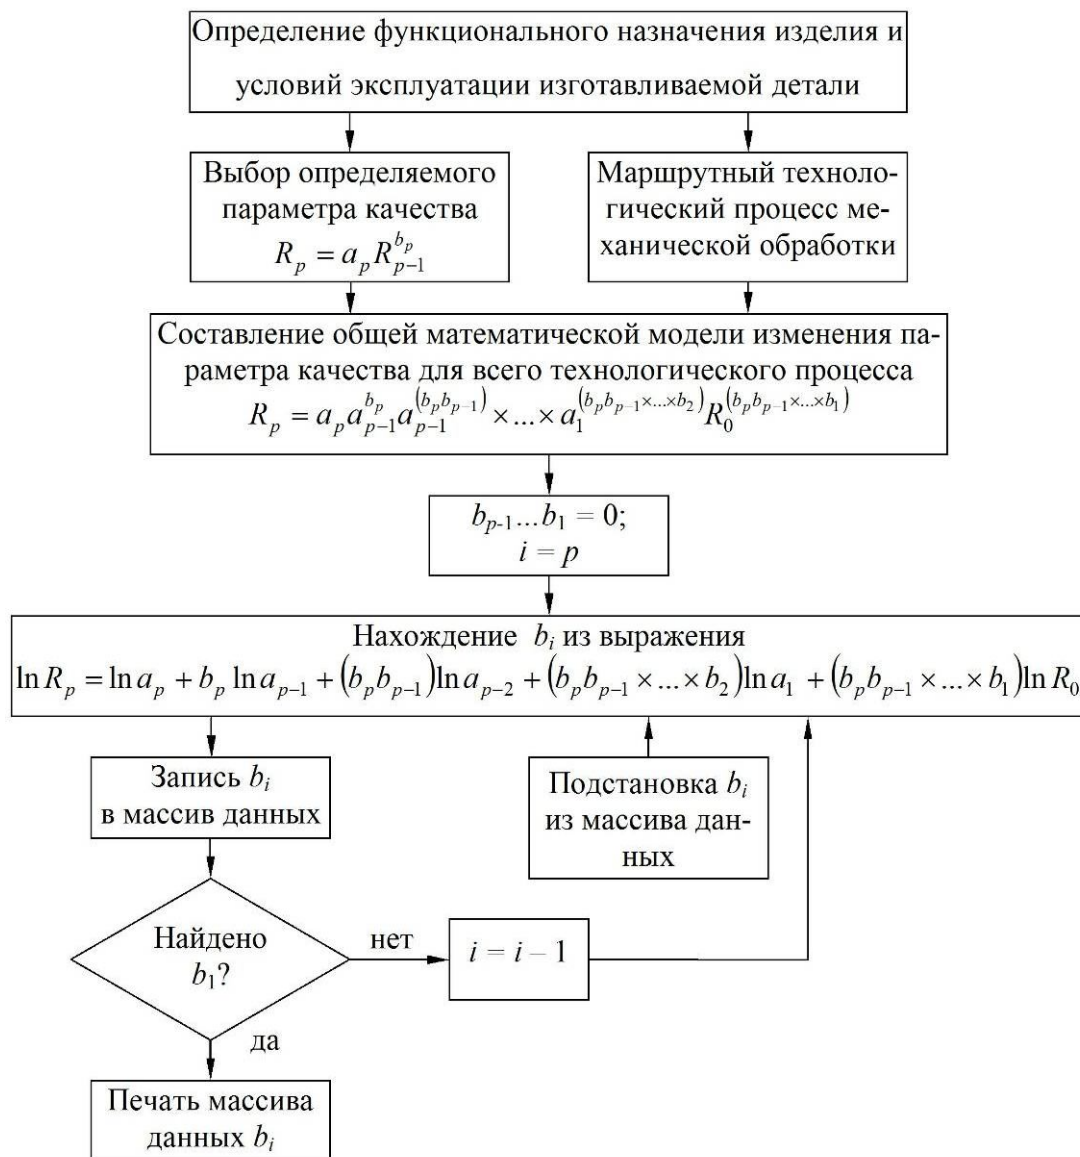 Определение функционального назначения изделия и
условий эксплуатации изготавливаемой детали
Выбор определяемого
параметра качества
R_p = a_p R_{p-1}^{b_p}
Маршрутный техноло-
гический процесс ме-
ханической обработки
Составление общей математической модели изменения па-
раметра качества для всего технологического процесса
R_p = a_p a_{p-1}^{b_p} a_{p-1}^{(b_p b_{p-1})} ×...× a_1^{(b_p b_{p-1} ×...× b_2)} R_0^{(b_p b_{p-1} ×...× b_1)}
b_{p-1}...b_1 = 0;
i = p
Нахождение b_i из выражения
ln R_p = ln a_p + b_p ln a_{p-1} + (b_p b_{p-1}) ln a_{p-2} + (b_p b_{p-1} ×...× b_2) ln a_1 + (b_p b_{p-1} ×...× b_1) ln R_0
Запись b_i
в массив данных
Подстановка b_i
из массива дан-
ных
Найдено
b_1?
нет
i = i – 1
да
Печать массива
данных b_i